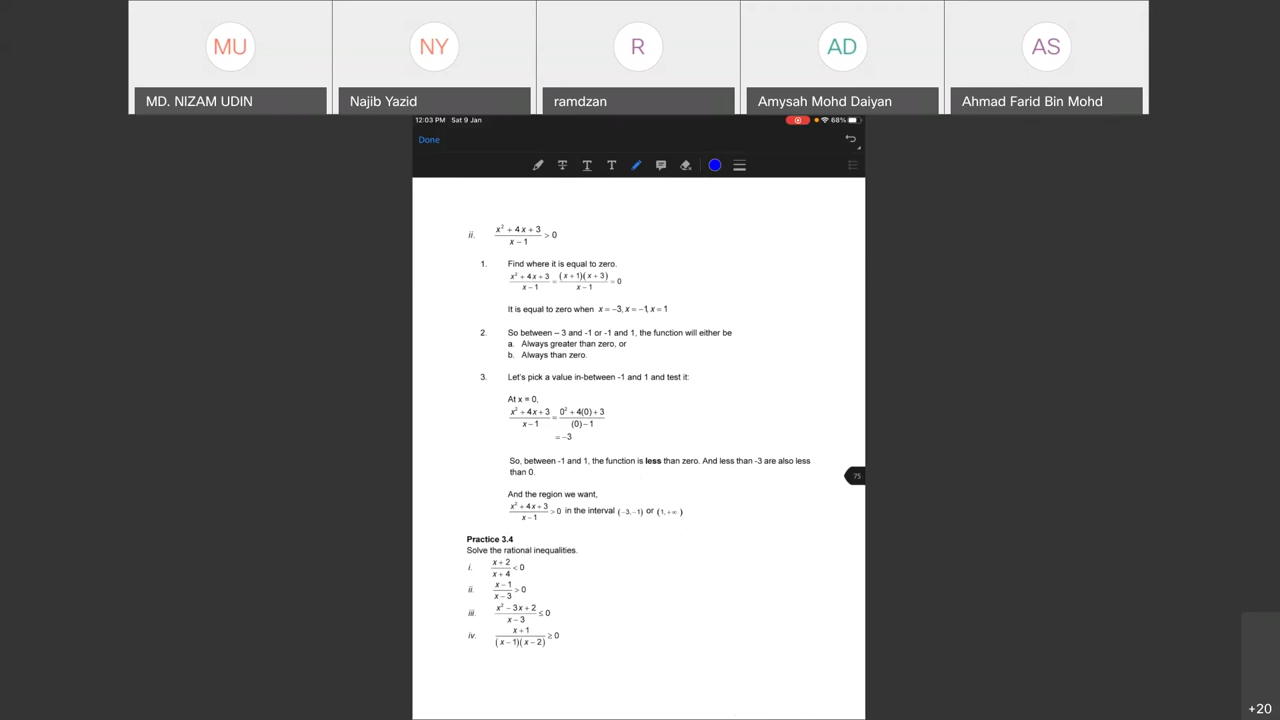 MU
NY
R
AD
AS
MD. NIZAM UDIN
Najib Yazid
ramdzan
Amysah Mohd Daiyan
Ahmad Farid Bin Mohd
12:03 PM Sat 9 Jan
68%
Done
ii. x² + 4x + 3 / x − 1 > 0
1. Find where it is equal to zero.
x² + 4x + 3 / x − 1 = (x + 1)(x + 3) / x − 1 = 0
It is equal to zero when x = −3, x = −1, x = 1
2. So between – 3 and -1 or -1 and 1, the function will either be
a. Always greater than zero, or
b. Always than zero.
3. Let's pick a value in-between -1 and 1 and test it:
At x = 0,
x² + 4x + 3 / x − 1 = 0² + 4(0) + 3 / (0) − 1
= −3
So, between -1 and 1, the function is less than zero. And less than -3 are also less
than 0.
75
And the region we want,
x² + 4x + 3 / x − 1 > 0 in the interval (−3, −1) or (1, +∞)
Practice 3.4
Solve the rational inequalities.
i. x + 2 / x + 4 < 0
ii. x − 1 / x − 3 > 0
iii. x² − 3x + 2 / x − 3 ≤ 0
iv. x + 1 / (x − 1)(x − 2) ≥ 0
+20